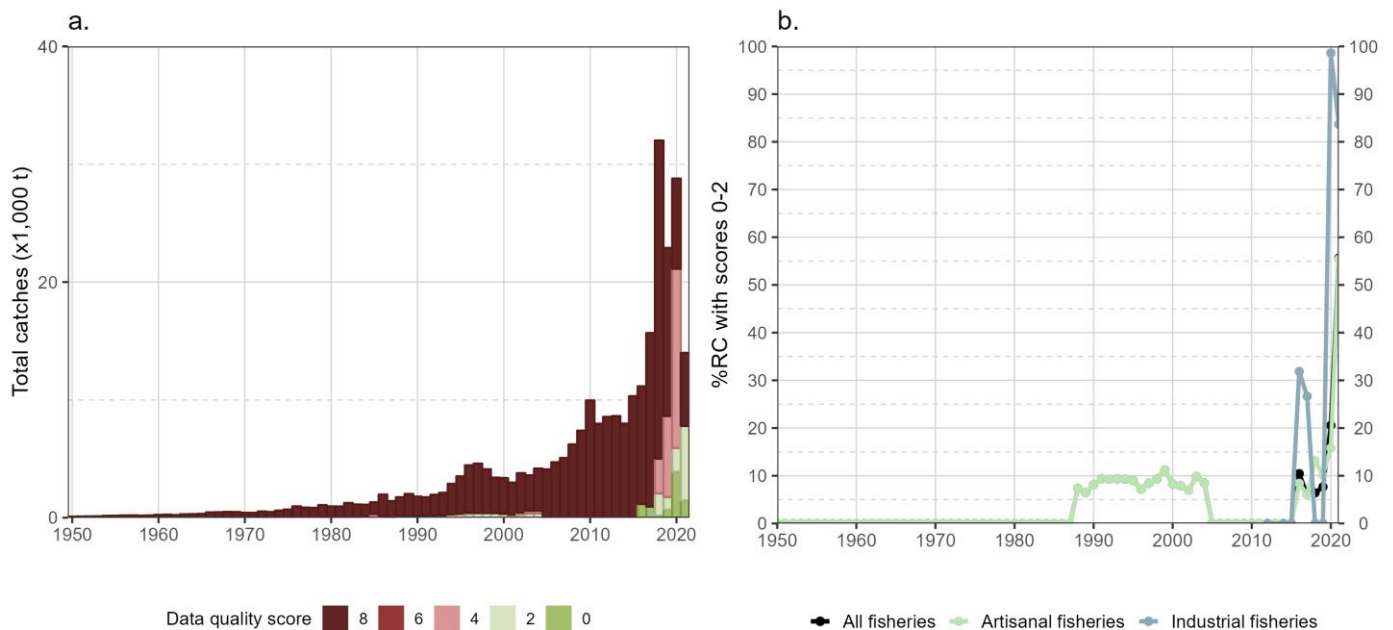 a.
Total catches (x1,000 t)
40
20
0
1950 1960 1970 1980 1990 2000 2010 2020
Data quality score 8 6 4 2 0
b.
%RC with scores 0-2
100 100
90 90
80 80
70 70
60 60
50 50
40 40
30 30
20 20
10 10
0 0
1950 1960 1970 1980 1990 2000 2010 2020
All fisheries Artisanal fisheries Industrial fisheries